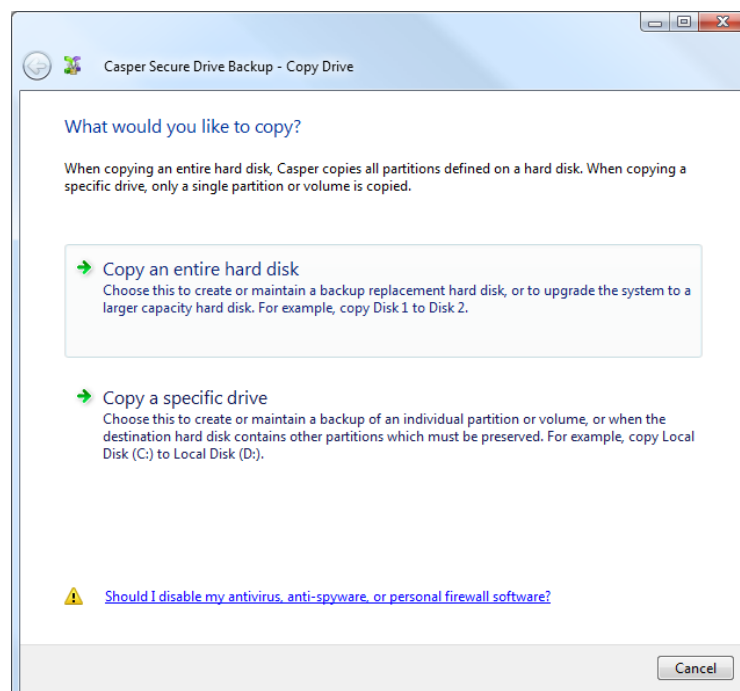 Casper Secure Drive Backup - Copy Drive
What would you like to copy?
When copying an entire hard disk, Casper copies all partitions defined on a hard disk. When copying a
specific drive, only a single partition or volume is copied.
Copy an entire hard disk
Choose this to create or maintain a backup replacement hard disk, or to upgrade the system to a
larger capacity hard disk. For example, copy Disk 1 to Disk 2.
Copy a specific drive
Choose this to create or maintain a backup of an individual partition or volume, or when the
destination hard disk contains other partitions which must be preserved. For example, copy Local
Disk (C:) to Local Disk (D:).
Should I disable my antivirus, anti-spyware, or personal firewall software?
Cancel